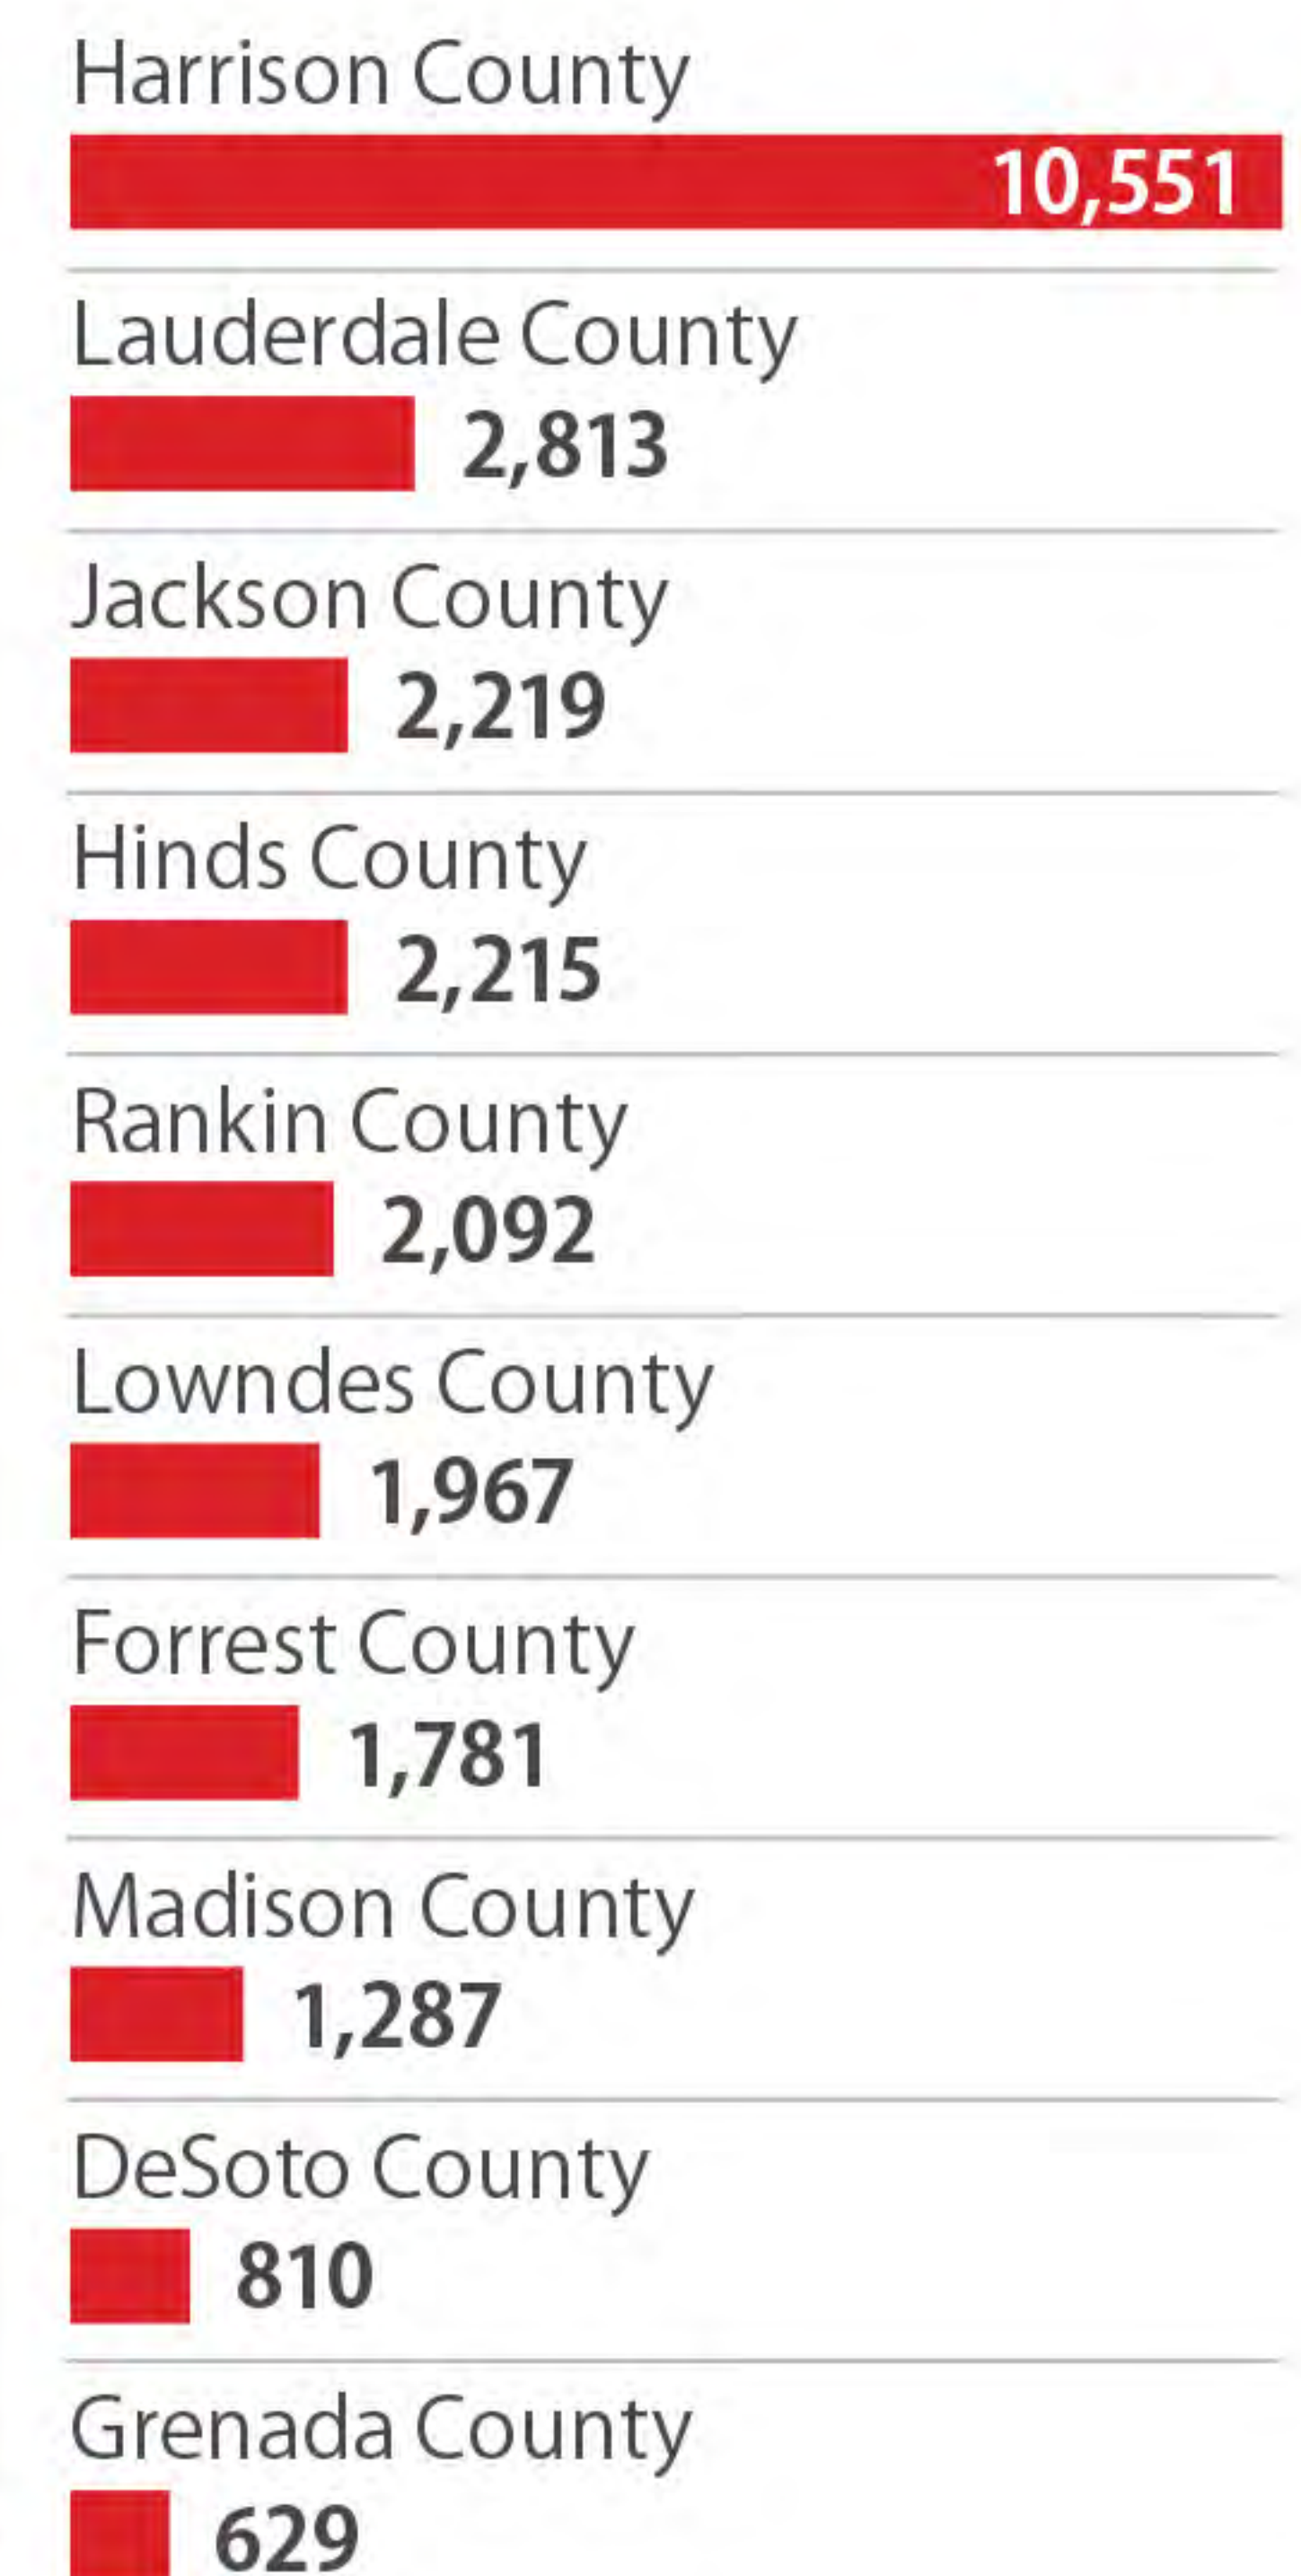 Harrison County
10,551
Lauderdale County
2,813
Jackson County
2,219
Hinds County
2,215
Rankin County
2,092
Lowndes County
1,967
Forrest County
1,781
Madison County
1,287
DeSoto County
810
Grenada County
629